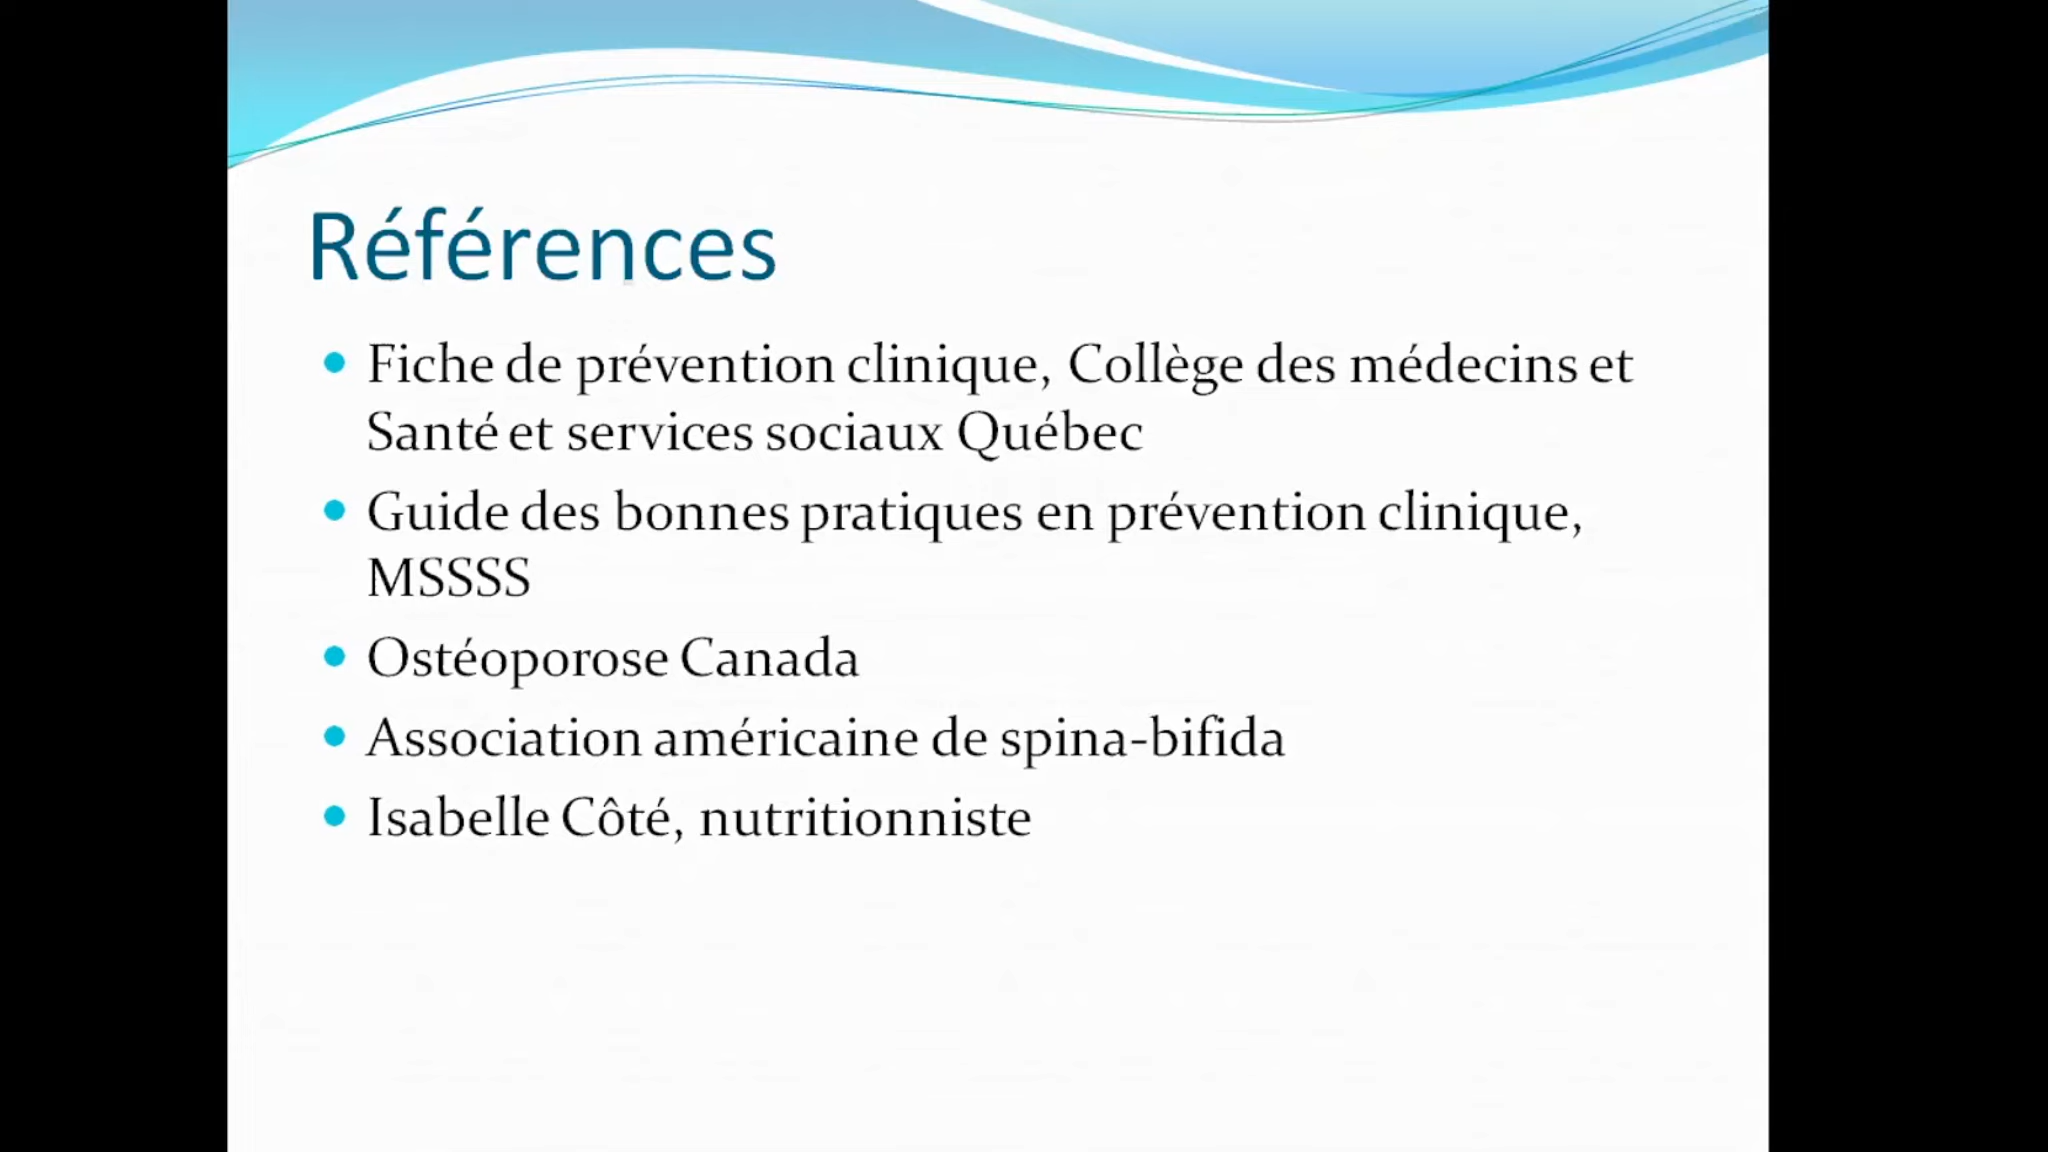 Références
• Fiche de prévention clinique, Collège des médecins et
Santé et services sociaux Québec
• Guide des bonnes pratiques en prévention clinique,
MSSSS
• Ostéoporose Canada
• Association américaine de spina-bifida
• Isabelle Côté, nutritionniste